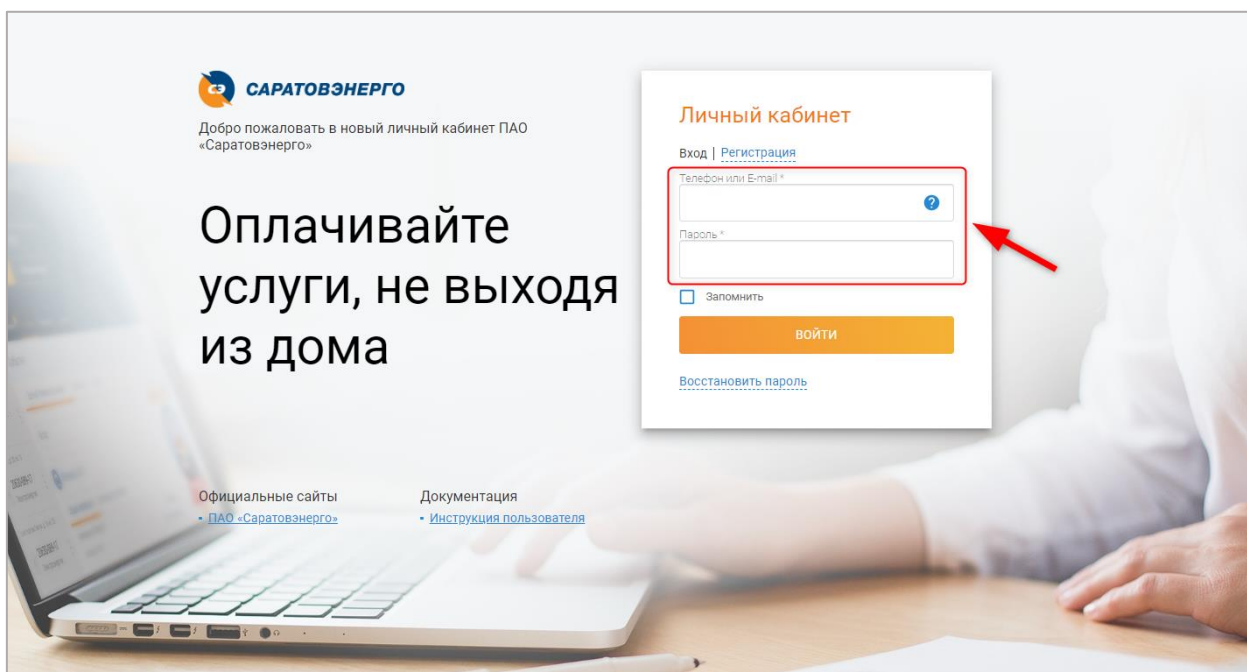 САРАТОВЭНЕРГО
Добро пожаловать в новый личный кабинет ПАО
«Саратовэнерго»
Оплачивайте
услуги, не выходя
из дома
Официальные сайты
ПАО «Саратовэнерго»
Документация
Инструкция пользователя
Личный кабинет
Вход | Регистрация
Телефон или E-mail *
?
Пароль *
Запомнить
ВОЙТИ
Восстановить пароль